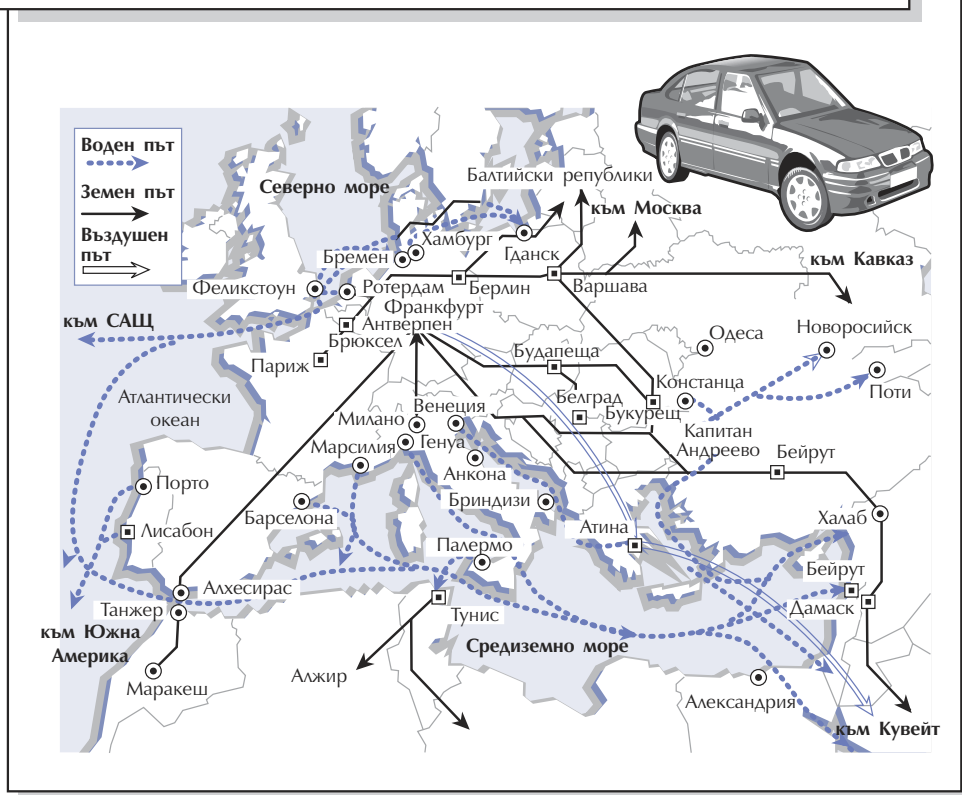 Воден път
Земен път
Въздушен
път
Северно море
Балтийски републики
към Москва
към Кавказ
Хамбург
Бремен
Гданск
Феликстоун
Ротердам
Берлин
Варшава
Франкфурт
Антверпен
към САЩ
Брюксел
Париж
Одеса
Новоросийск
Поти
Будапеща
Атлантически
океан
Констанца
Белград
Букурещ
Милано
Венеция
Генуа
Марсилия
Капитан
Андреево
Бейрут
Анкона
Порто
Бриндизи
Барселона
Лисабон
Атина
Халаб
Палермо
Бейрут
Алхесирас
Танжер
Тунис
Дамаск
към Южна
Америка
Средиземно море
Маракеш
Алжир
Александрия
към Кувейт